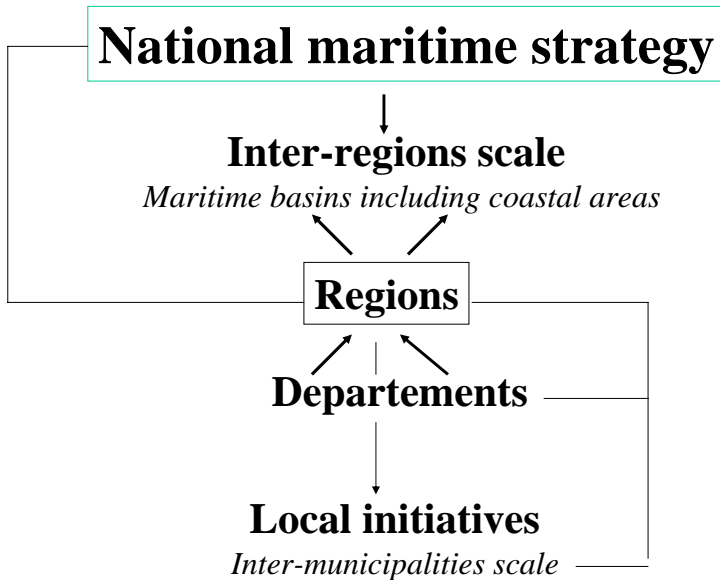 National maritime strategy
Inter-regions scale
Maritime basins including coastal areas
Regions
Departements
Local initiatives
Inter-municipalities scale